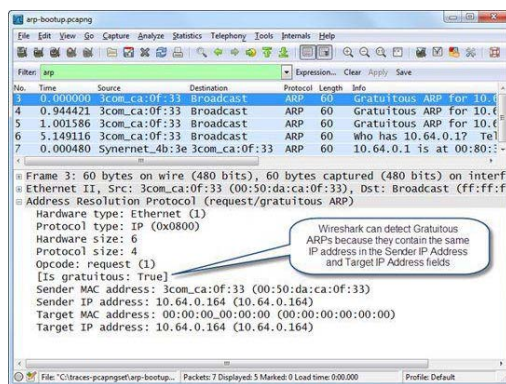 arp-bootup.pcapng
File Edit View Go Capture Analyze Statistics Telephony Tools Internals Help
Filter: arp Expression... Clear Apply Save
No. Time Source Destination Protocol Length Info
3 0.000000 3com_ca:0f:33 Broadcast ARP 60 Gratuitous ARP for 10.6
4 0.944421 3com_ca:0f:33 Broadcast ARP 60 Gratuitous ARP for 10.6
5 1.001586 3com_ca:0f:33 Broadcast ARP 60 Gratuitous ARP for 10.6
6 5.149116 3com_ca:0f:33 Broadcast ARP 60 Who has 10.64.0.1? Tel
7 0.000480 Synernet_4b:3e 3com_ca:0f:33 ARP 60 10.64.0.1 is at 00:80:
Frame 3: 60 bytes on wire (480 bits), 60 bytes captured (480 bits) on interf
Ethernet II, Src: 3com_ca:0f:33 (00:50:da:ca:0f:33), Dst: Broadcast (ff:ff:f
Address Resolution Protocol (request/gratuitous ARP)
Hardware type: Ethernet (1)
Protocol type: IP (0x0800)
Hardware size: 6
Protocol size: 4
Opcode: request (1)
[Is gratuitous: True]
Sender MAC address: 3com_ca:0f:33 (00:50:da:ca:0f:33)
Sender IP address: 10.64.0.164 (10.64.0.164)
Target MAC address: 00:00:00_00:00:00 (00:00:00:00:00:00)
Target IP address: 10.64.0.164 (10.64.0.164)
Wireshark can detect Gratuitous
ARPs because they contain the same
IP address in the Sender IP Address
and Target IP Address fields
File: "C:\traces-pcapngset\arp-bootup... Packets: 7 Displayed: 5 Marked: 0 Load time: 0:00.000 Profile: Default